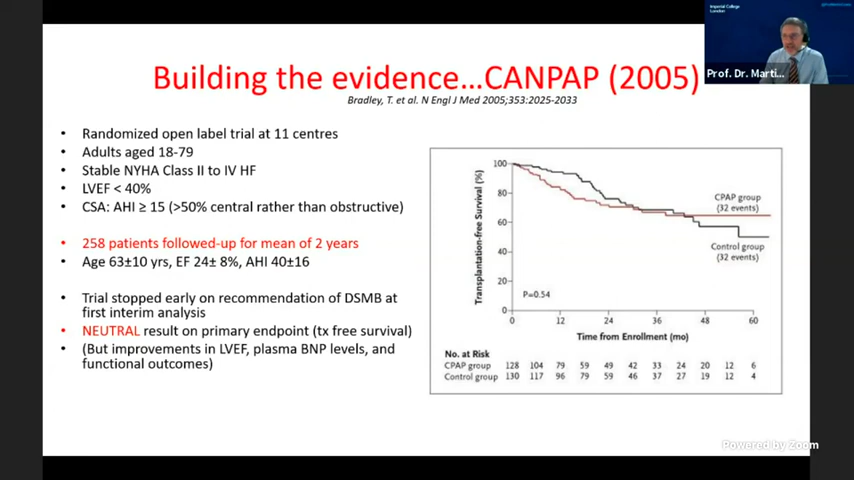 Imperial College
London
Prof. Dr. Marti...
Building the evidence...CANPAP (2005)
Bradley, T. et al. N Engl J Med 2005;353:2025-2033
• Randomized open label trial at 11 centres
• Adults aged 18-79
• Stable NYHA Class II to IV HF
• LVEF < 40%
• CSA: AHI ≥ 15 (>50% central rather than obstructive)
• 258 patients followed-up for mean of 2 years
• Age 63±10 yrs, EF 24± 8%, AHI 40±16
• Trial stopped early on recommendation of DSMB at
first interim analysis
• NEUTRAL result on primary endpoint (tx free survival)
• (But improvements in LVEF, plasma BNP levels, and
functional outcomes)
Transplantation-free Survival (%)
100
80
60
40
20
0
CPAP group
(32 events)
Control group
(32 events)
P=0.54
0 12 24 36 48 60
Time from Enrollment (mo)
No. at Risk
CPAP group 128 104 79 59 49 42 33 24 20 12 6
Control group 130 117 96 79 59 46 37 27 19 12 4
Powered by Zoom